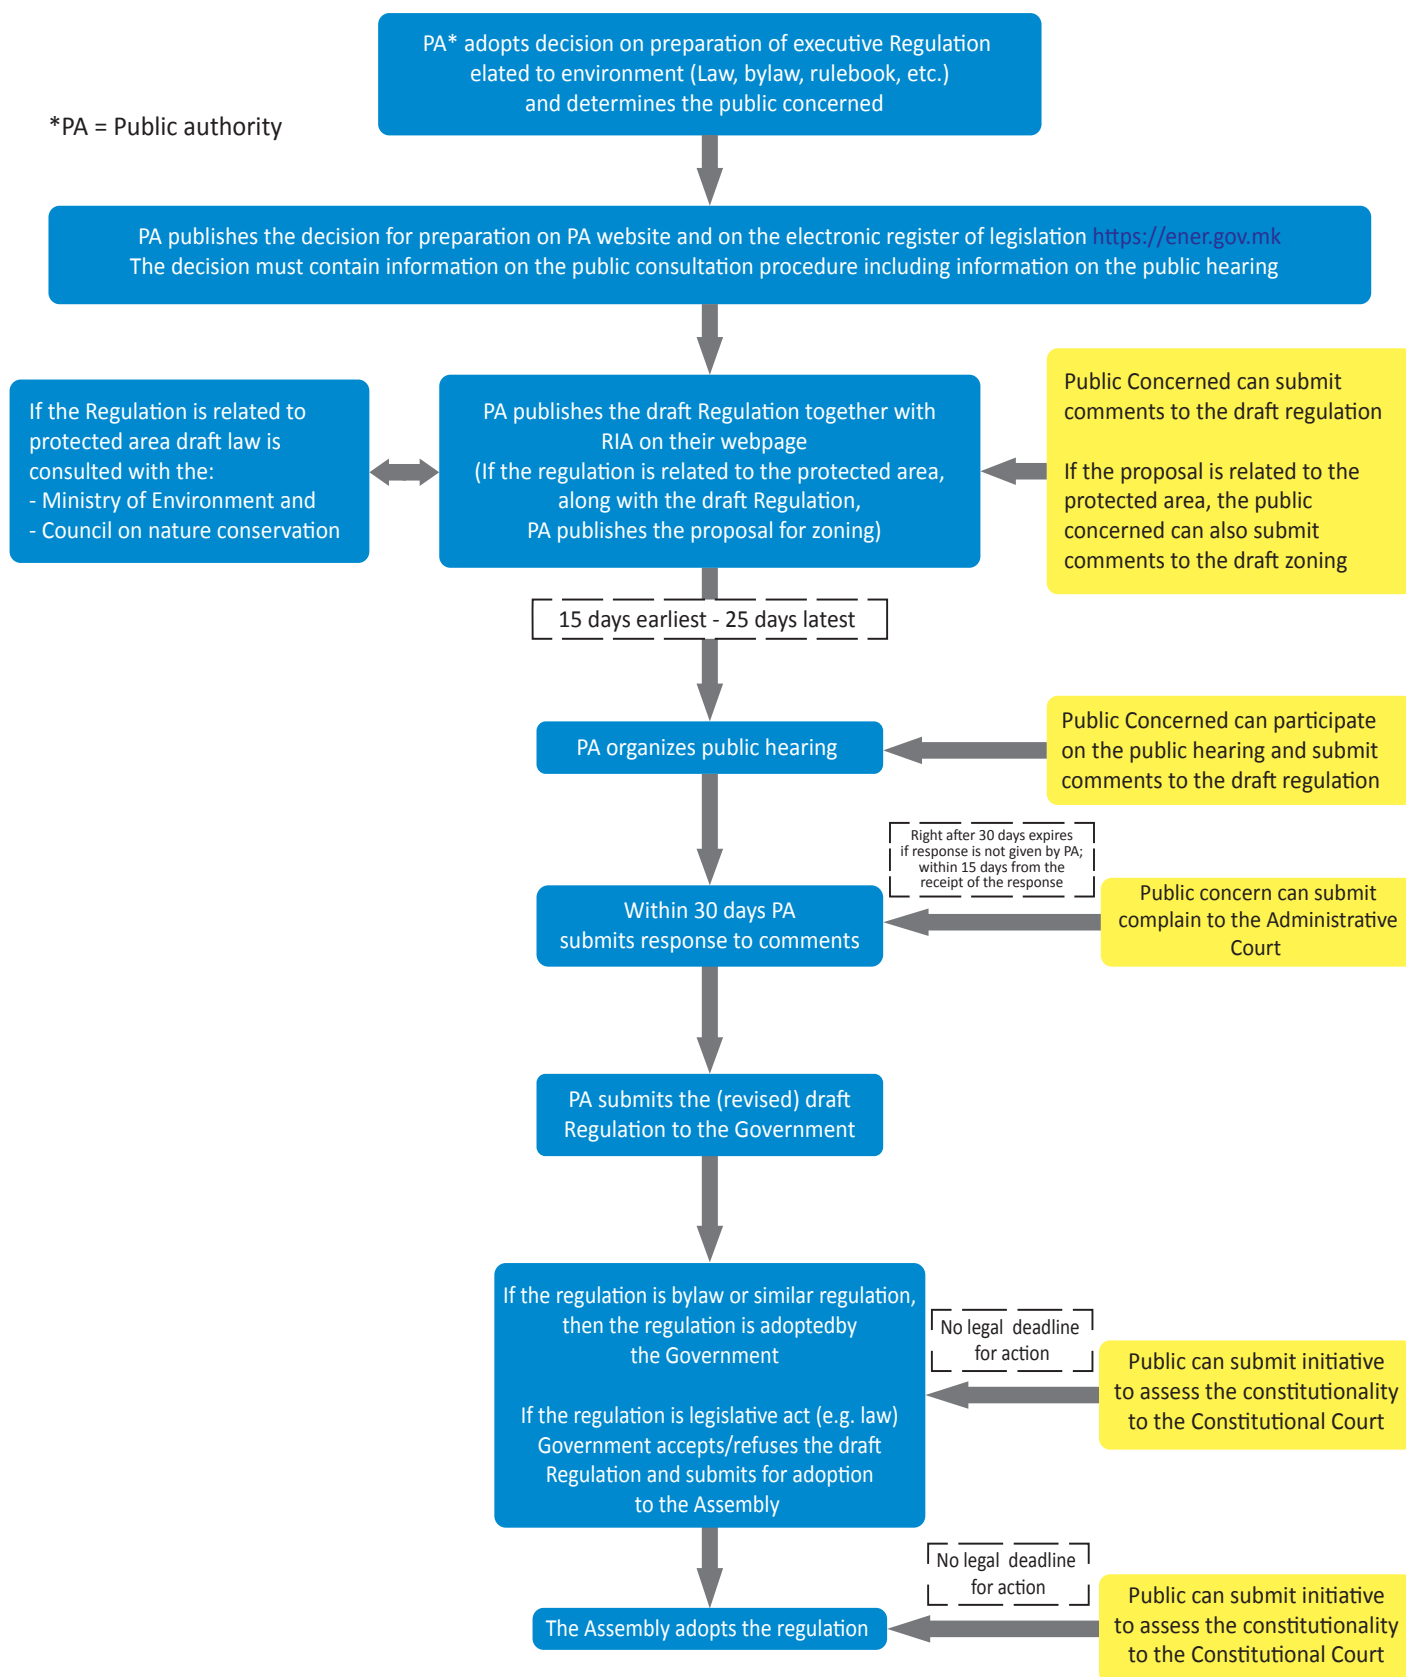 PA* adopts decision on preparation of executive Regulation
elated to environment (Law, bylaw, rulebook, etc.)
and determines the public concerned
*PA = Public authority
PA publishes the decision for preparation on PA website and on the electronic register of legislation https://ener.gov.mk
The decision must contain information on the public consultation procedure including information on the public hearing
If the Regulation is related to
protected area draft law is
consulted with the:
- Ministry of Environment and
- Council on nature conservation
PA publishes the draft Regulation together with
RIA on their webpage
(If the regulation is related to the protected area,
along with the draft Regulation,
PA publishes the proposal for zoning)
Public Concerned can submit
comments to the draft regulation
If the proposal is related to the
protected area, the public
concerned can also submit
comments to the draft zoning
15 days earliest - 25 days latest
PA organizes public hearing
Public Concerned can participate
on the public hearing and submit
comments to the draft regulation
Right after 30 days expires
if response is not given by PA;
within 15 days from the
receipt of the response
Within 30 days PA
submits response to comments
Public concern can submit
complain to the Administrative
Court
PA submits the (revised) draft
Regulation to the Government
If the regulation is bylaw or similar regulation,
then the regulation is adoptedby
the Government
If the regulation is legislative act (e.g. law)
Government accepts/refuses the draft
Regulation and submits for adoption
to the Assembly
No legal deadline
for action
Public can submit initiative
to assess the constitutionality
to the Constitutional Court
The Assembly adopts the regulation
No legal deadline
for action
Public can submit initiative
to assess the constitutionality
to the Constitutional Court